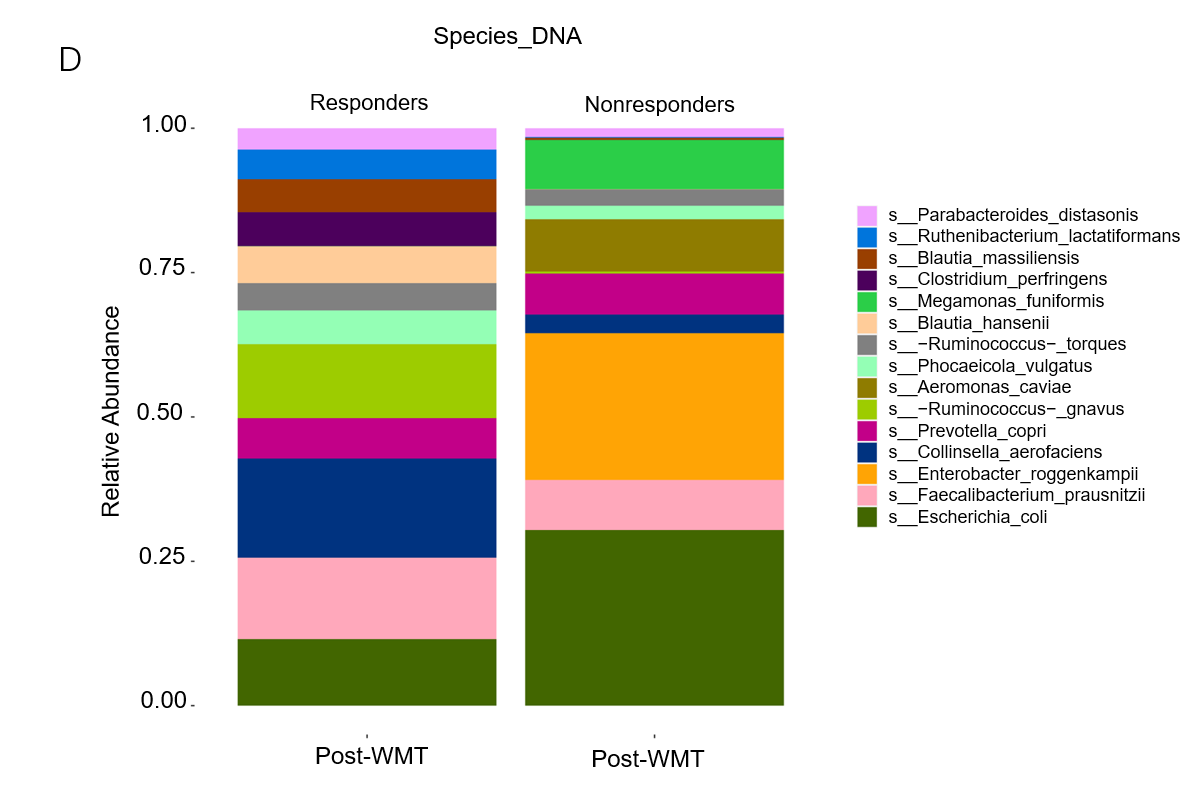 Species_DNA
D
Responders
Nonresponders
1.00
0.75
0.50
0.25
0.00
Relative Abundance
Post-WMT
Post-WMT
s__Parabacteroides_distasonis
s__Ruthenibacterium_lactatiformans
s__Blautia_massiliensis
s__Clostridium_perfringens
s__Megamonas_funiformis
s__Blautia_hansenii
s__−Ruminococcus−_torques
s__Phocaeicola_vulgatus
s__Aeromonas_caviae
s__−Ruminococcus−_gnavus
s__Prevotella_copri
s__Collinsella_aerofaciens
s__Enterobacter_roggenkampii
s__Faecalibacterium_prausnitzii
s__Escherichia_coli